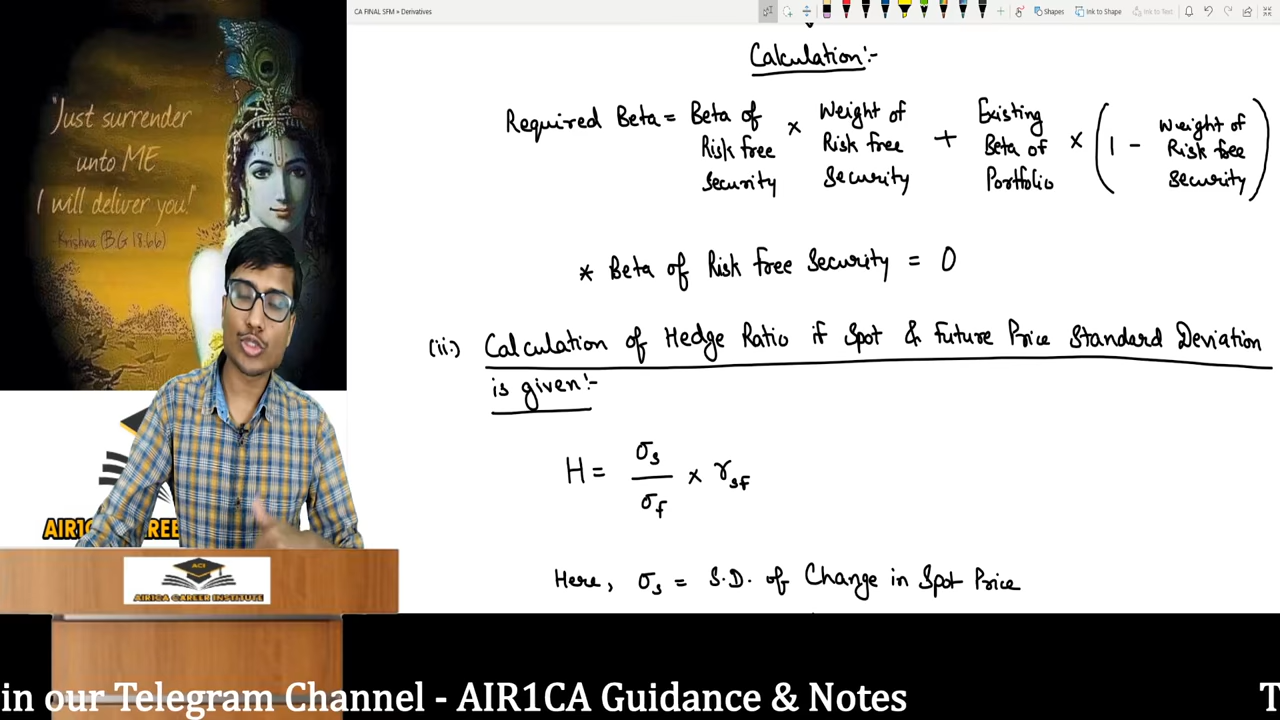 CA FINAL SFM » Derivatives
Shapes
Ink to Shape
Ink to Text
"Just surrender
unto ME
I will deliver you!"
-Krishna (B.G 18:66)
Calculation:-
Required Beta = Beta of Risk free Security × Weight of Risk free Security + Existing Beta of Portfolio × (1 - Weight of Risk free Security)
* Beta of Risk free Security = 0
(ii.) Calculation of Hedge Ratio if Spot & Future Price Standard Deviation
is given:-
H = σs / σf × rsf
Here, σs = S.D. of Change in Spot Price
ACI
AIR1CA CAREER INSTITUTE
in our Telegram Channel - AIR1CA Guidance & Notes
T